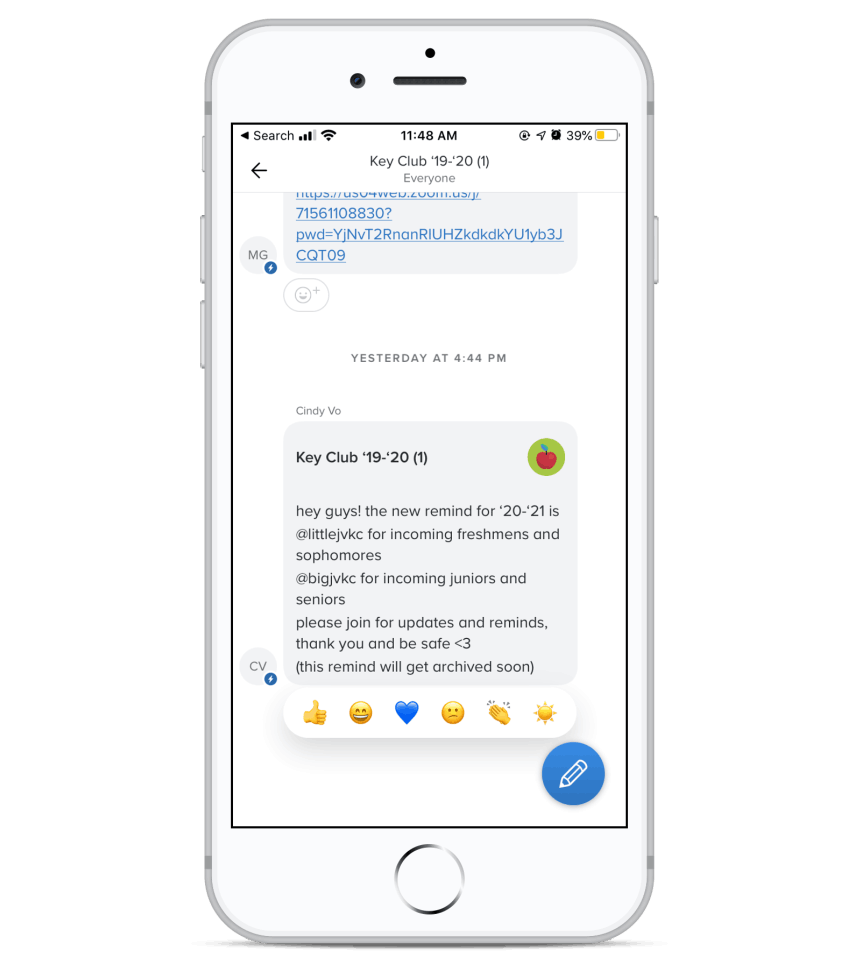 ◀ Search
11:48 AM
39%
Key Club ‘19-‘20 (1)
Everyone
https://us04web.zoom.us/j/
71561108830?
pwd=YjNvT2RnanRlUHZkdkdkYU1yb3J
CQT09
MG
YESTERDAY AT 4:44 PM
Cindy Vo
Key Club ‘19-‘20 (1)
hey guys! the new remind for ‘20-‘21 is
@littlejvkc for incoming freshmens and
sophomores
@bigjvkc for incoming juniors and
seniors
please join for updates and reminds,
thank you and be safe <3
(this remind will get archived soon)
CV